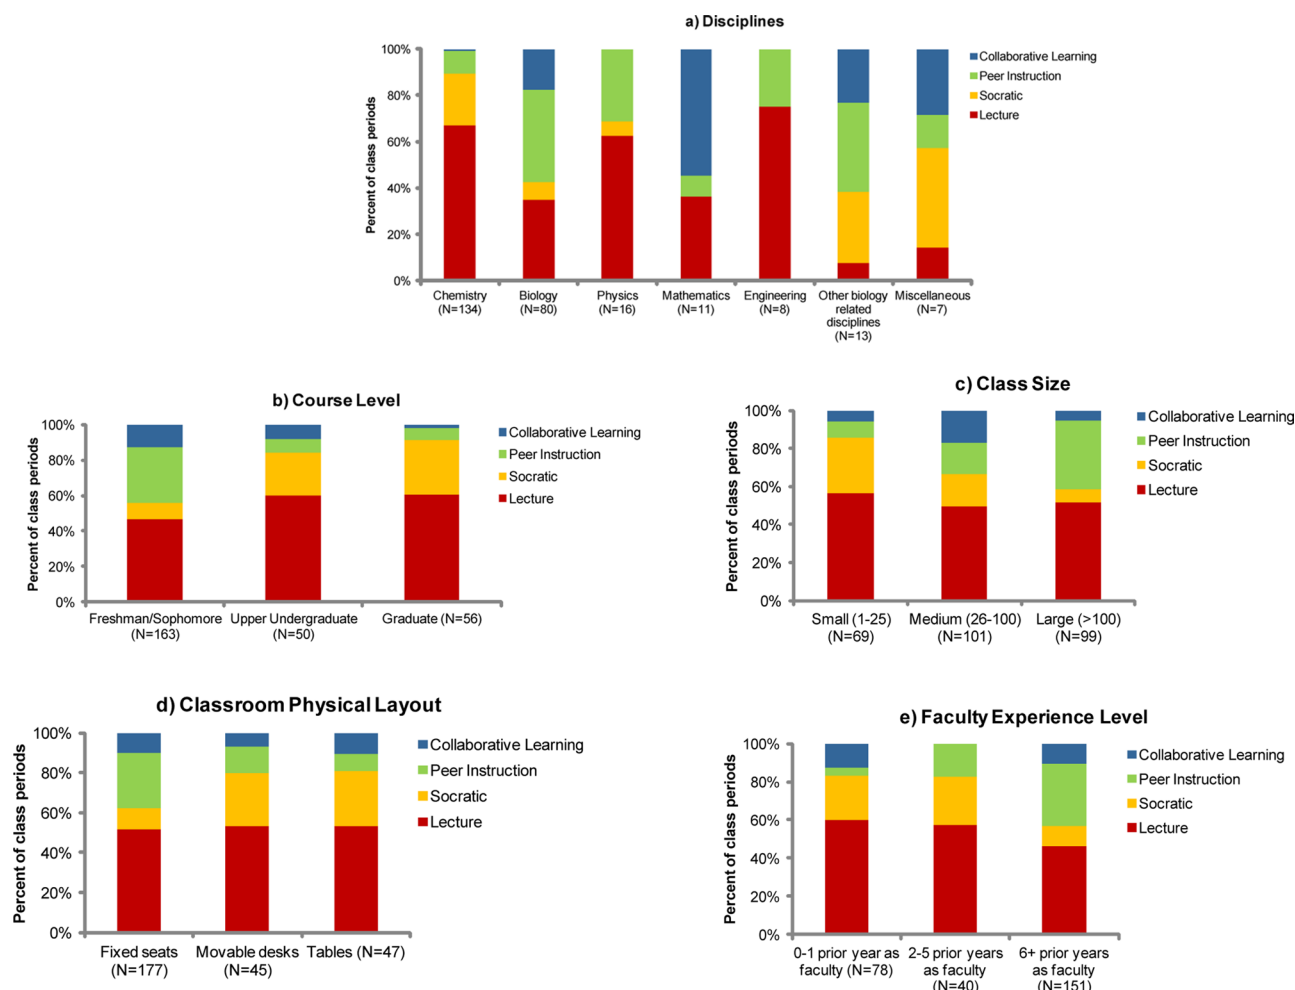 a) Disciplines
Percent of class periods
100%
80%
60%
40%
20%
0%
Chemistry
(N=134)
Biology
(N=80)
Physics
(N=16)
Mathematics
(N=11)
Engineering
(N=8)
Other biology
related
disciplines
(N=13)
Miscellaneous
(N=7)
Collaborative Learning
Peer Instruction
Socratic
Lecture
b) Course Level
Percent of class periods
100%
80%
60%
40%
20%
0%
Freshman/Sophomore
(N=163)
Upper Undergraduate
(N=50)
Graduate (N=56)
Collaborative Learning
Peer Instruction
Socratic
Lecture
c) Class Size
Percent of class periods
100%
80%
60%
40%
20%
0%
Small (1-25)
(N=69)
Medium (26-100)
(N=101)
Large (>100)
(N=99)
Collaborative Learning
Peer Instruction
Socratic
Lecture
d) Classroom Physical Layout
Percent of class periods
100%
80%
60%
40%
20%
0%
Fixed seats
(N=177)
Movable desks
(N=45)
Tables (N=47)
Collaborative Learning
Peer Instruction
Socratic
Lecture
e) Faculty Experience Level
Percent of class periods
100%
80%
60%
40%
20%
0%
0-1 prior year as
faculty (N=78)
2-5 prior years
as faculty
(N=40)
6+ prior years
as faculty
(N=151)
Collaborative Learning
Peer Instruction
Socratic
Lecture